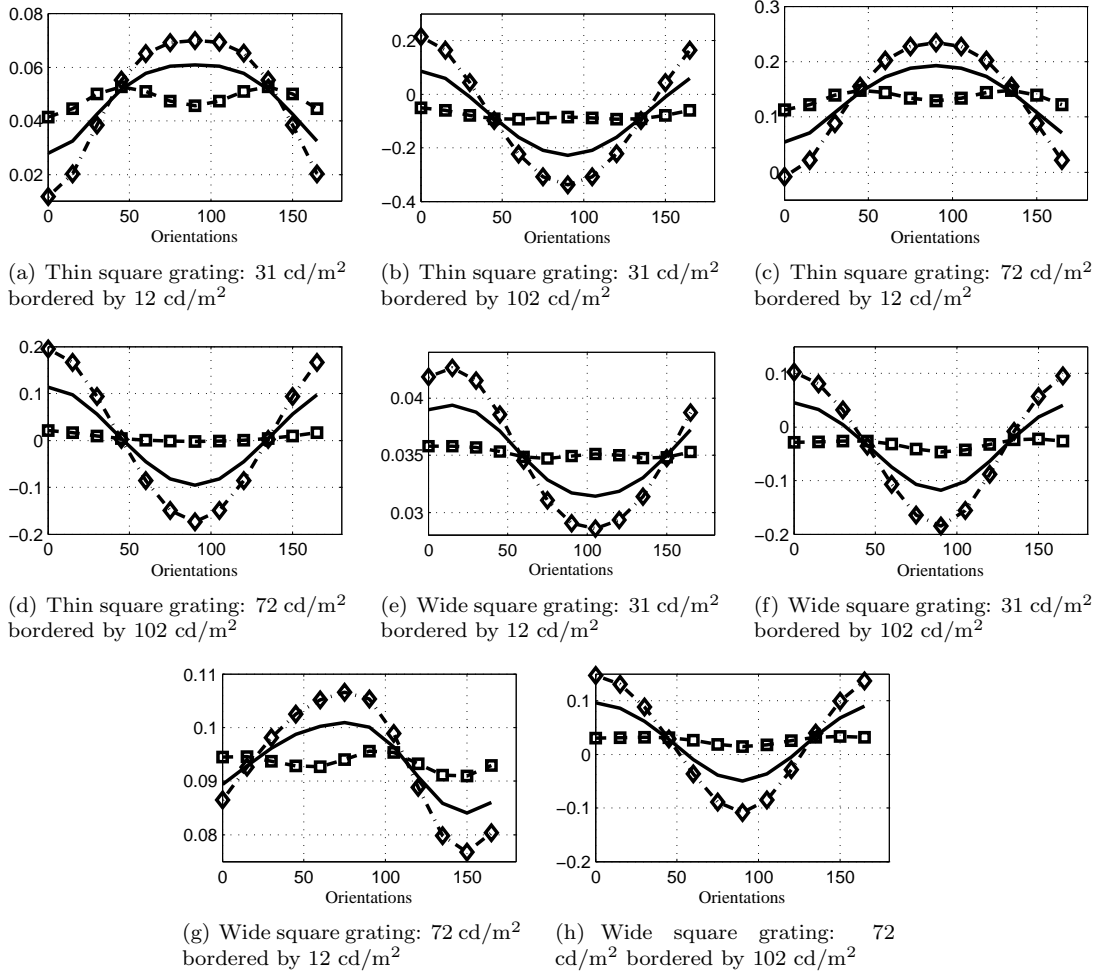 0.08
0.06
0.04
0.02
0 50 100 150
Orientations
(a) Thin square grating: 31 cd/m²
bordered by 12 cd/m²
0.2
0
−0.2
−0.4
0 50 100 150
Orientations
(b) Thin square grating: 31 cd/m²
bordered by 102 cd/m²
0.3
0.2
0.1
0
0 50 100 150
Orientations
(c) Thin square grating: 72 cd/m²
bordered by 12 cd/m²
0.2
0.1
0
−0.1
−0.2
0 50 100 150
Orientations
(d) Thin square grating: 72 cd/m²
bordered by 102 cd/m²
0.04
0.035
0.03
0 50 100 150
Orientations
(e) Wide square grating: 31 cd/m²
bordered by 12 cd/m²
0.1
0
−0.1
−0.2
0 50 100 150
Orientations
(f) Wide square grating: 31 cd/m²
bordered by 102 cd/m²
0.11
0.1
0.09
0.08
0 50 100 150
Orientations
(g) Wide square grating: 72 cd/m²
bordered by 12 cd/m²
0.1
0
−0.1
−0.2
0 50 100 150
Orientations
(h) Wide square grating: 72
cd/m² bordered by 102 cd/m²